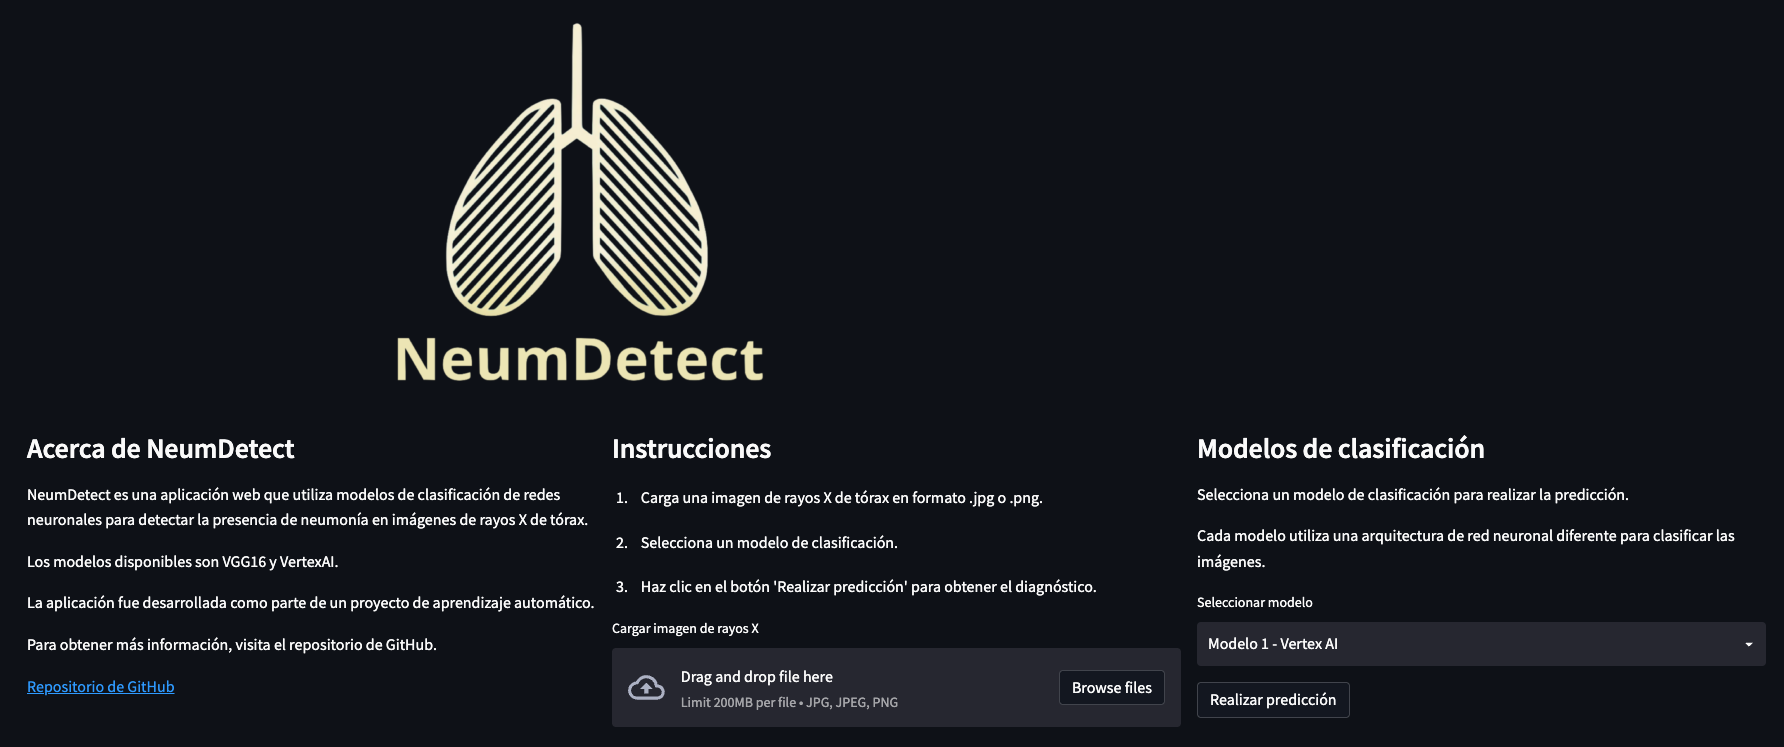 NeumDetect
Acerca de NeumDetect
NeumDetect es una aplicación web que utiliza modelos de clasificación de redes
neuronales para detectar la presencia de neumonía en imágenes de rayos X de tórax.
Los modelos disponibles son VGG16 y VertexAI.
La aplicación fue desarrollada como parte de un proyecto de aprendizaje automático.
Para obtener más información, visita el repositorio de GitHub.
Repositorio de GitHub
Instrucciones
1. Carga una imagen de rayos X de tórax en formato .jpg o .png.
2. Selecciona un modelo de clasificación.
3. Haz clic en el botón 'Realizar predicción' para obtener el diagnóstico.
Cargar imagen de rayos X
Drag and drop file here
Limit 200MB per file • JPG, JPEG, PNG
Browse files
Modelos de clasificación
Selecciona un modelo de clasificación para realizar la predicción.
Cada modelo utiliza una arquitectura de red neuronal diferente para clasificar las
imágenes.
Seleccionar modelo
Modelo 1 - Vertex AI
Realizar predicción